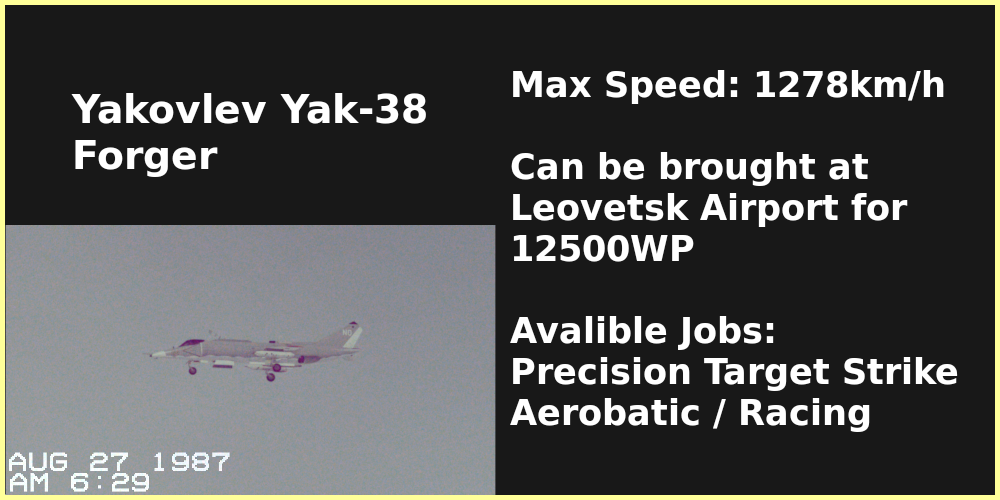 Yakovlev Yak-38
Forger
Max Speed: 1278km/h
Can be brought at
Leovetsk Airport for
12500WP
Avalible Jobs:
Precision Target Strike
Aerobatic / Racing
AUG 27 1987
AM 6:29